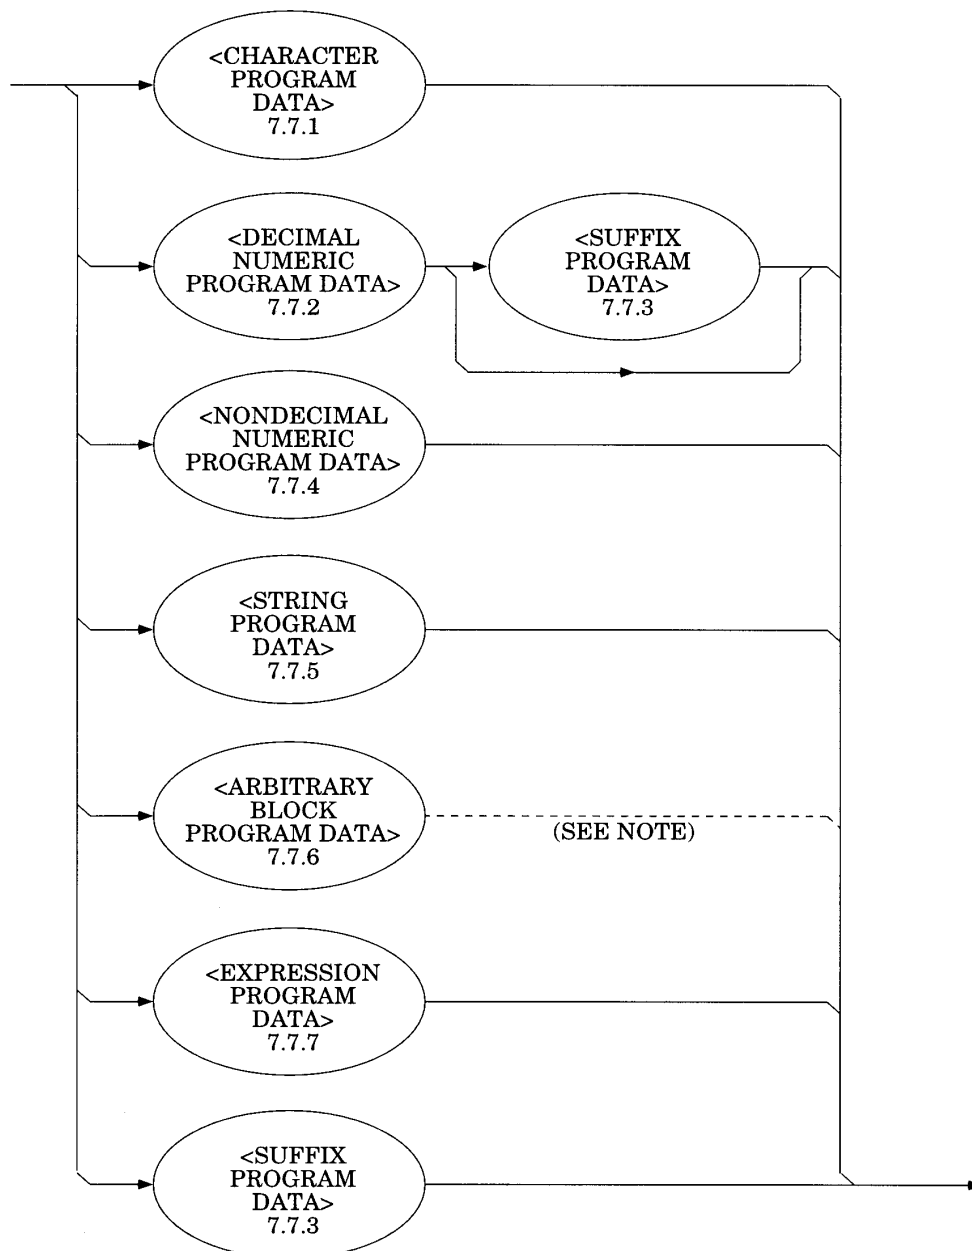 <CHARACTER
PROGRAM
DATA>
7.7.1
<DECIMAL
NUMERIC
PROGRAM DATA>
7.7.2
<SUFFIX
PROGRAM
DATA>
7.7.3
<NONDECIMAL
NUMERIC
PROGRAM DATA>
7.7.4
<STRING
PROGRAM
DATA>
7.7.5
<ARBITRARY
BLOCK
PROGRAM DATA>
7.7.6
(SEE NOTE)
<EXPRESSION
PROGRAM
DATA>
7.7.7
<SUFFIX
PROGRAM
DATA>
7.7.3